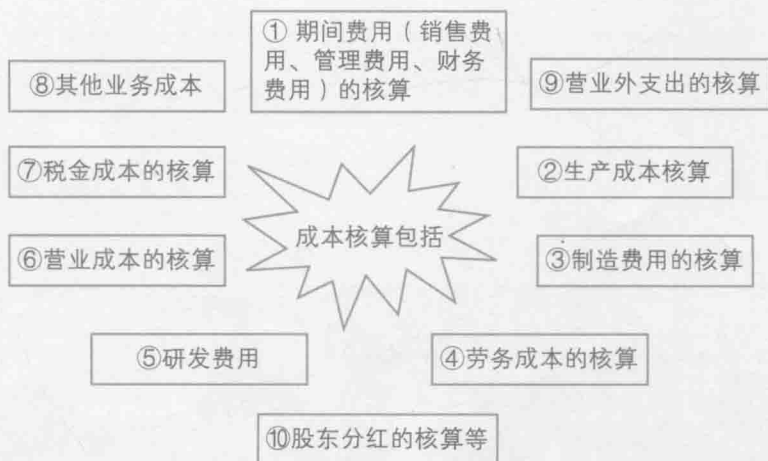 ① 期间费用（销售费
用、管理费用、财务
费用）的核算
⑧其他业务成本
⑨营业外支出的核算
⑦税金成本的核算
②生产成本核算
成本核算包括
⑥营业成本的核算
③制造费用的核算
⑤研发费用
④劳务成本的核算
⑩股东分红的核算等